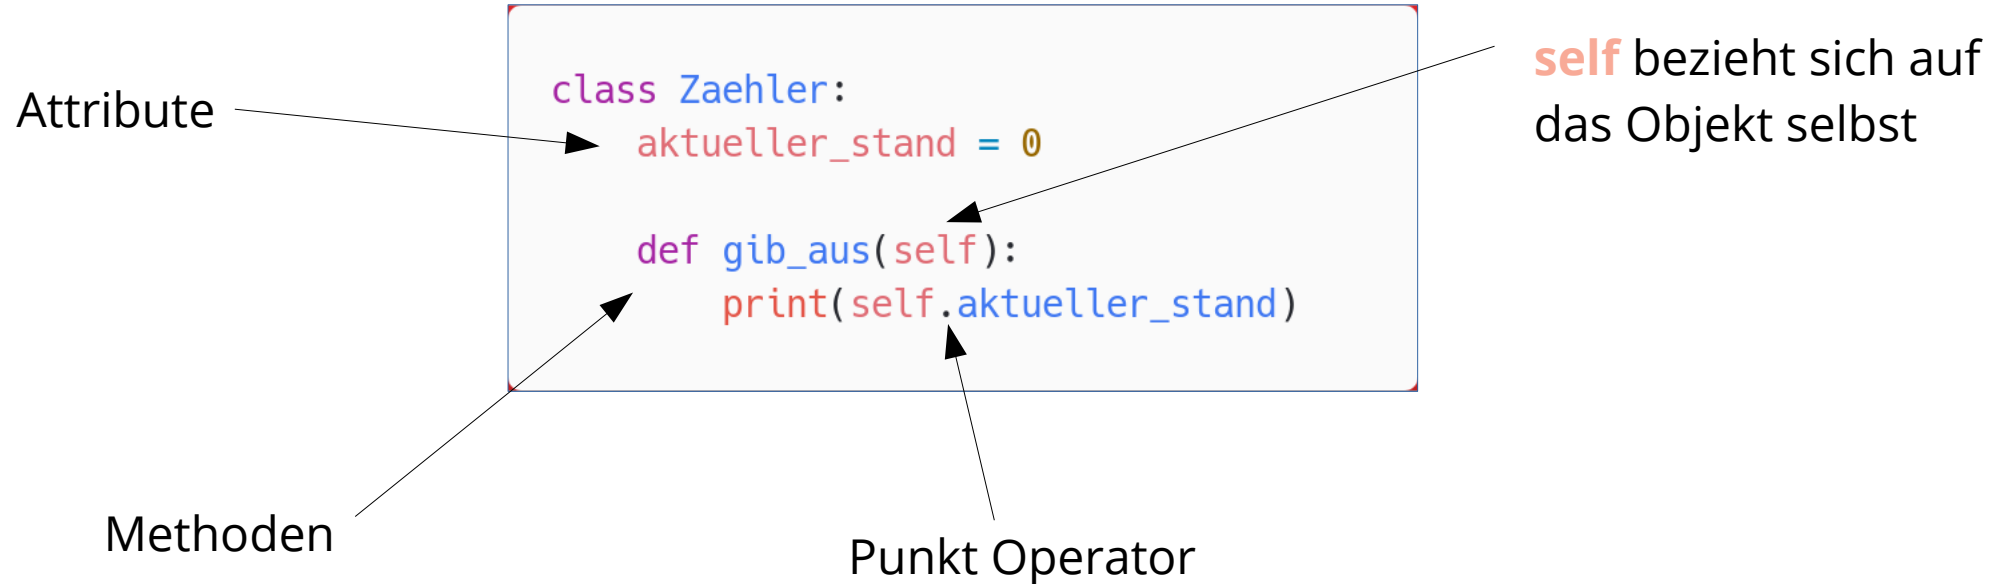 Attribute
class Zaehler:
    aktueller_stand = 0
    def gib_aus(self):
        print(self.aktueller_stand)
self bezieht sich auf
das Objekt selbst
Methoden
Punkt Operator